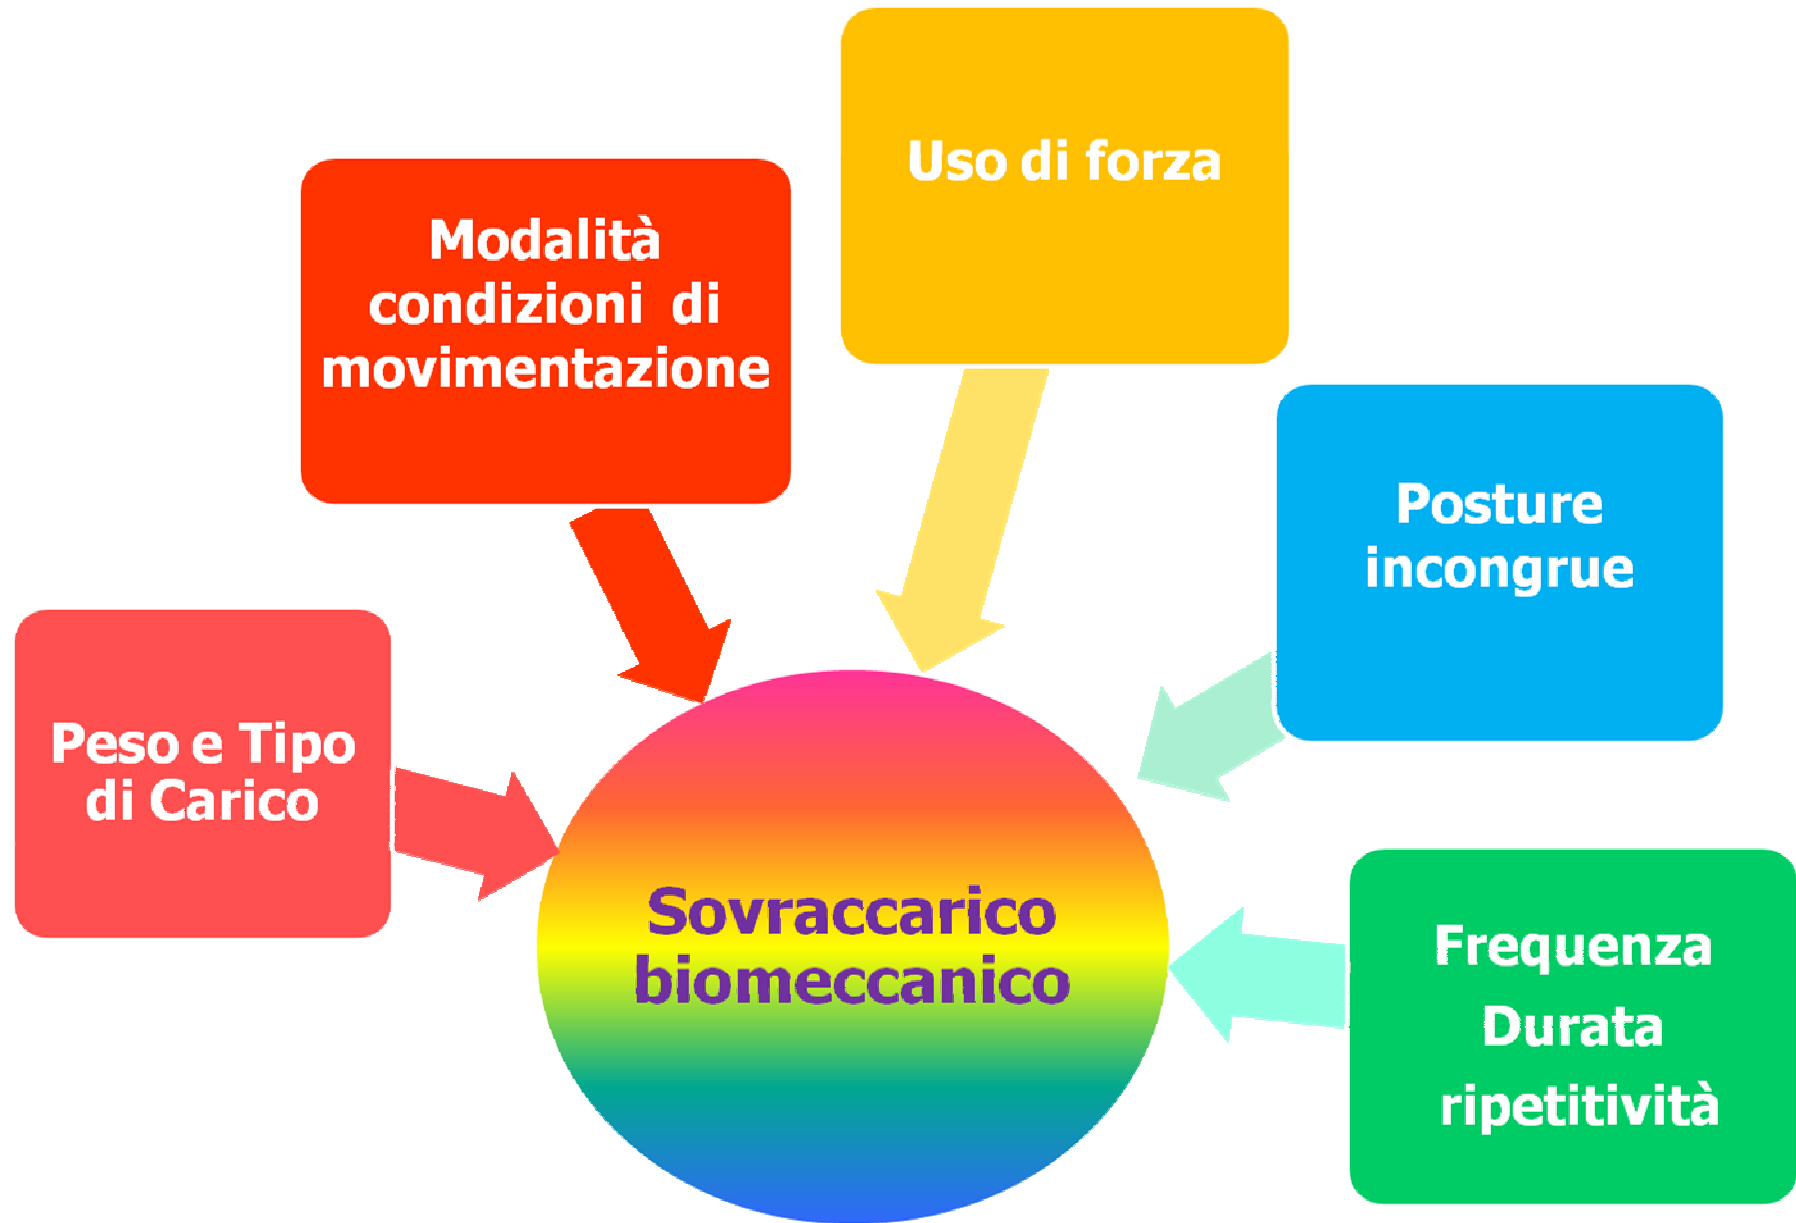 Uso di forza
Modalità
condizioni di
movimentazione
Posture
incongrue
Peso e Tipo
di Carico
Sovraccarico
biomeccanico
Frequenza
Durata
ripetitività